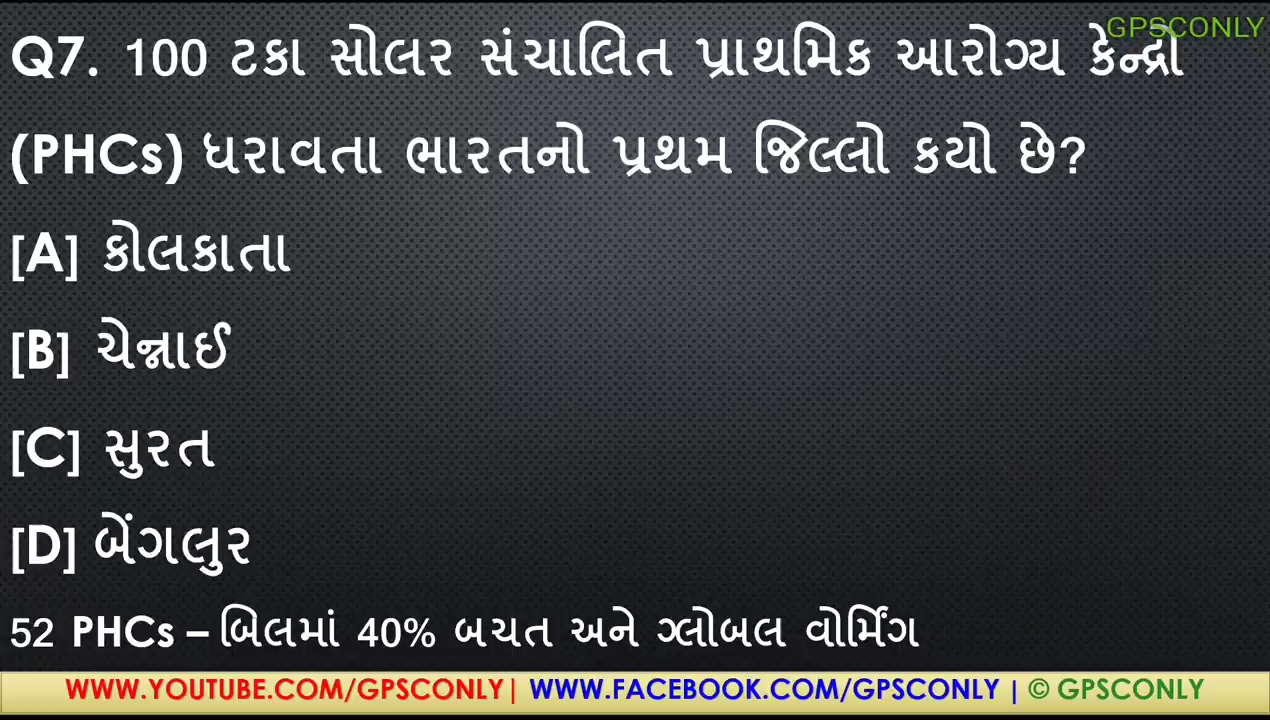 GPSCONLY
Q7. 100 ટકા સોલર સંચાલિત પ્રાથમિક આરોગ્ય કેન્દ્રો
(PHCs) ધરાવતા ભારતનો પ્રથમ જિલ્લો કયો છે?
[A] કોલકાતા
[B] ચેન્નાઈ
[C] સુરત
[D] બેંગલુર
52 PHCs – બિલમાં 40% બચત અને ગ્લોબલ વોર્મિંગ
WWW.YOUTUBE.COM/GPSCONLY| WWW.FACEBOOK.COM/GPSCONLY | © GPSCONLY